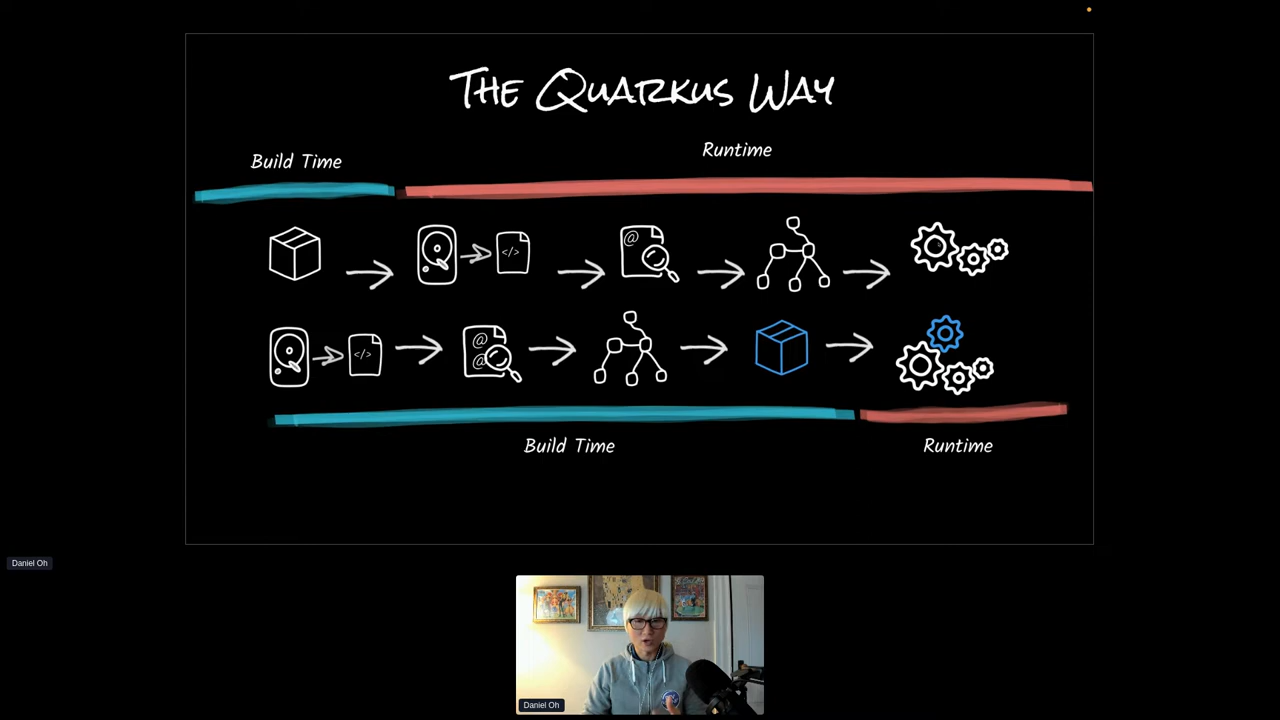 The Quarkus Way
Build Time
Runtime
</>
@
</>
@
@
Build Time
Runtime
Daniel Oh
Daniel Oh